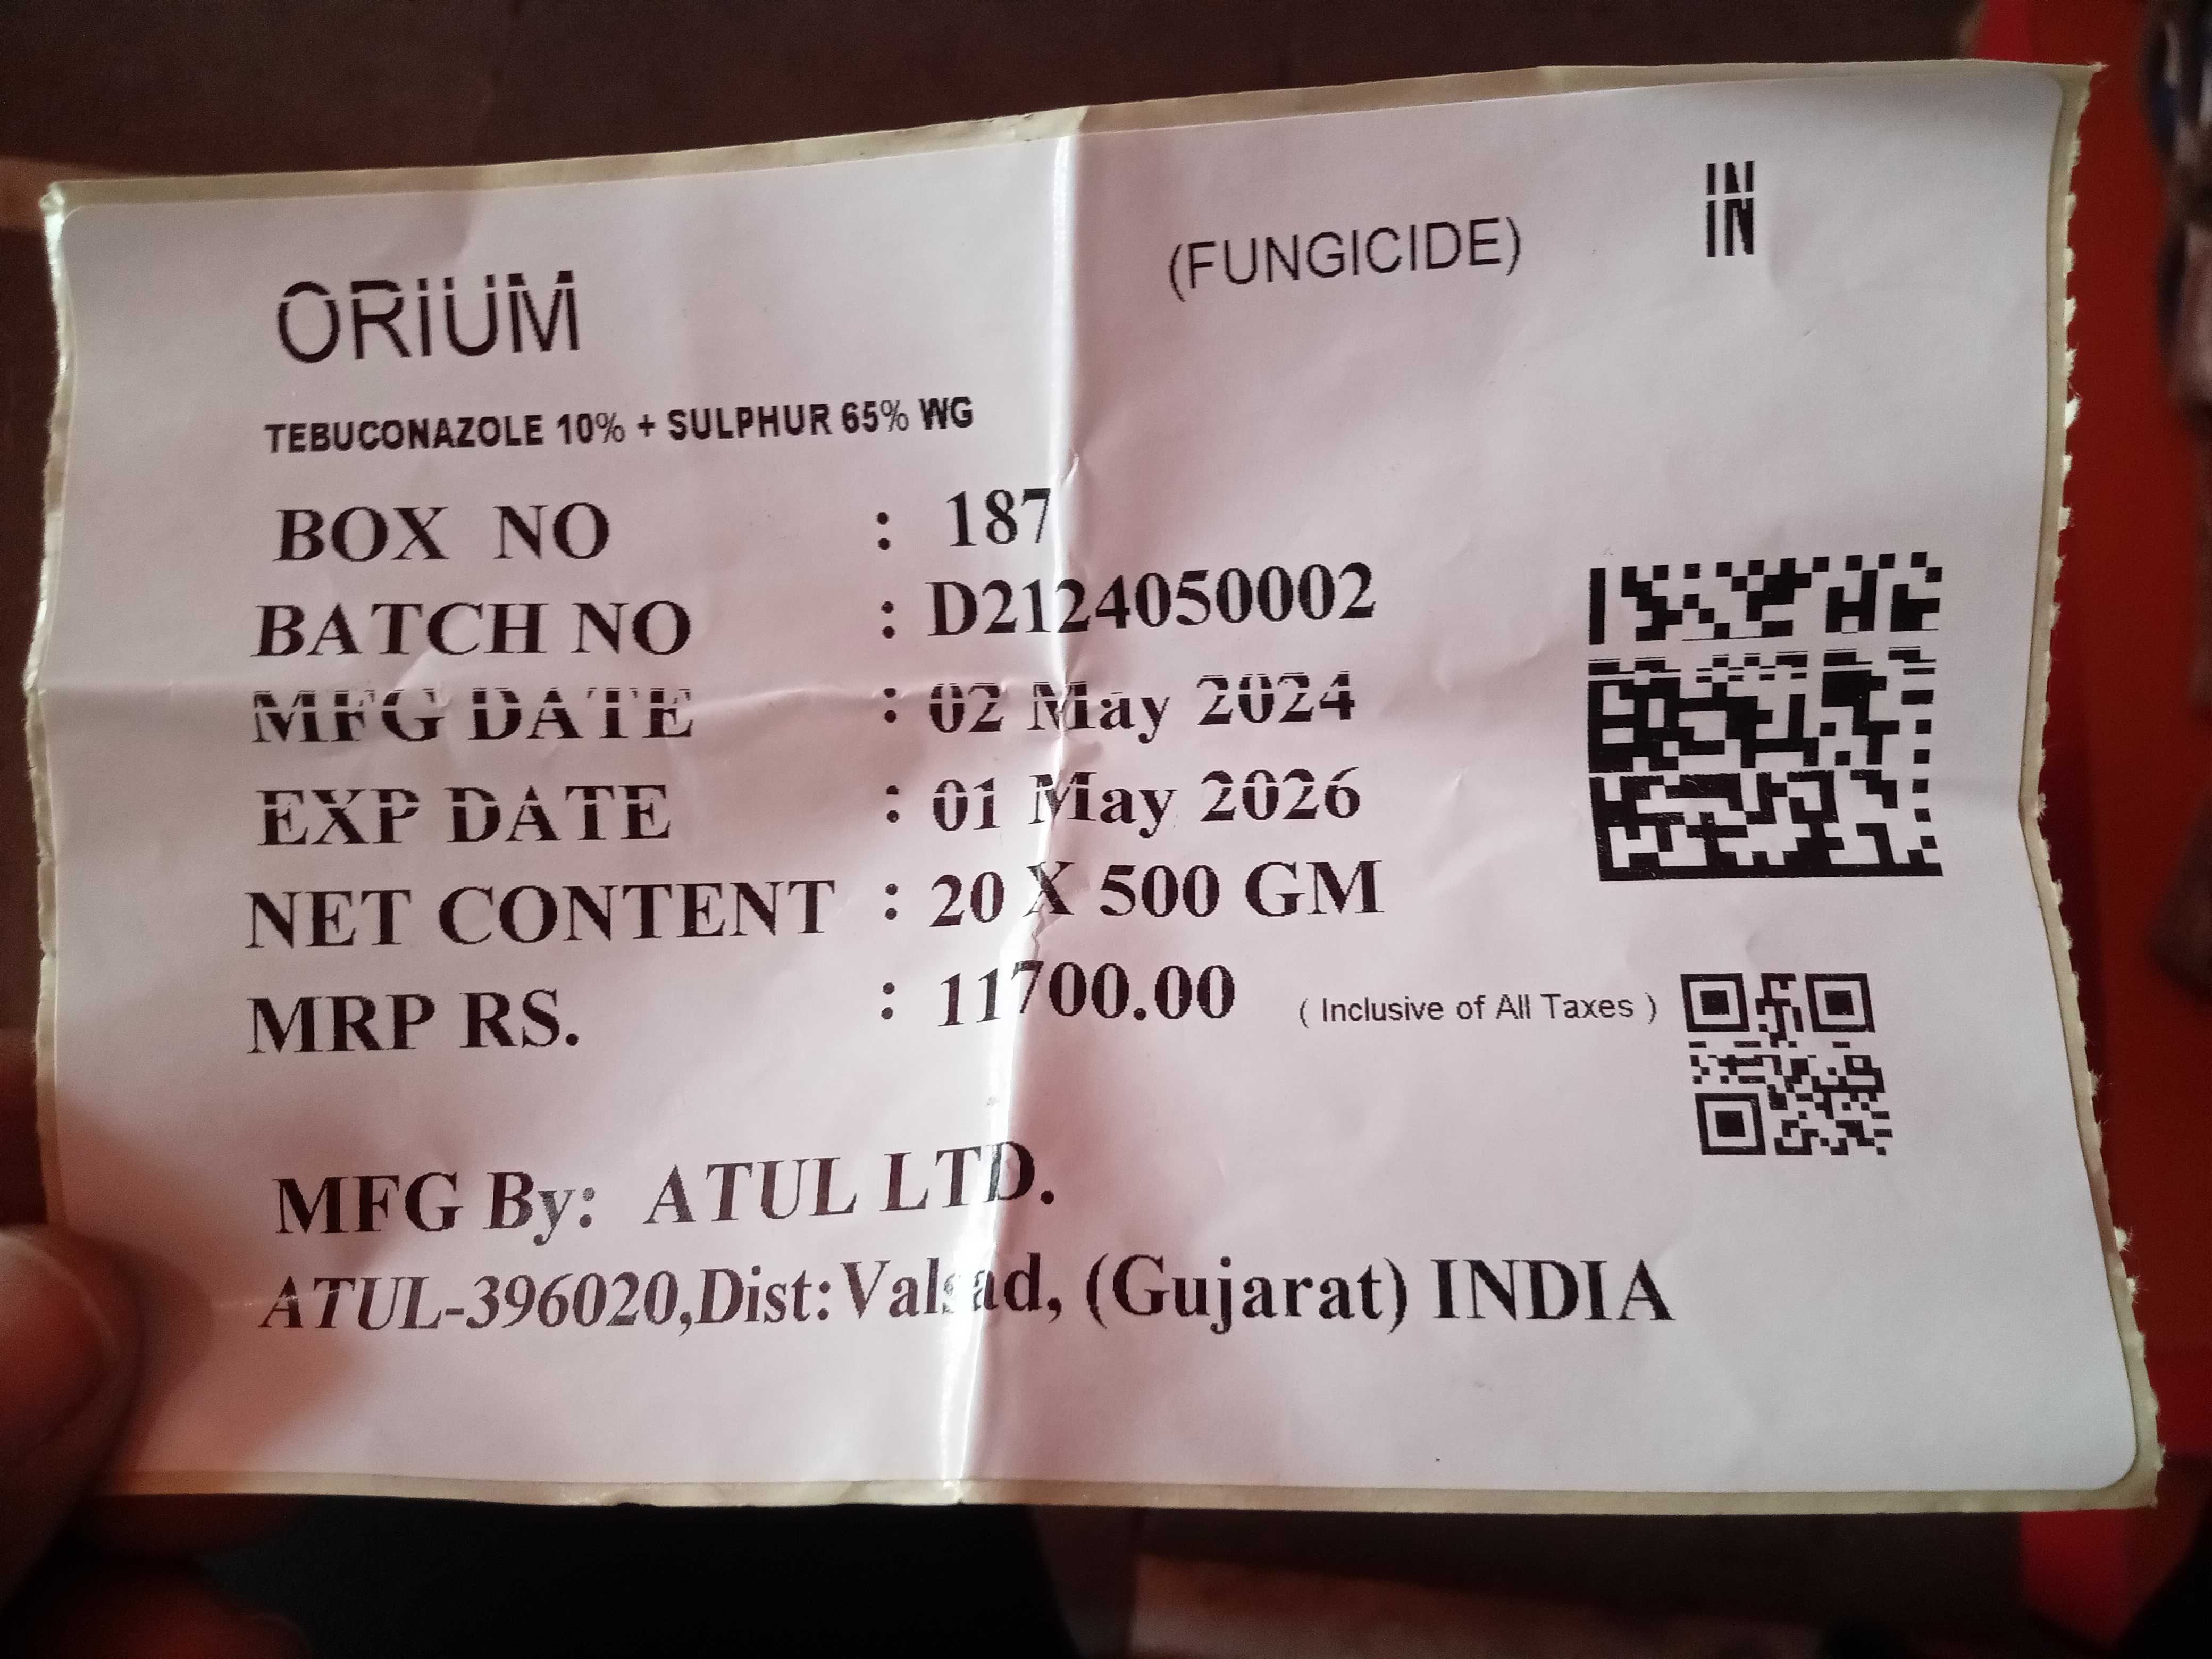 ORIUM (FUNGICIDE) IN
TEBUCONAZOLE 10% + SULPHUR 65% WG
BOX NO : 187
BATCH NO : D2124050002
MFG DATE : 02 May 2024
EXP DATE : 01 May 2026
NET CONTENT : 20 X 500 GM
MRP RS. : 11700.00 ( Inclusive of All Taxes )
MFG By: ATUL LTD.
ATUL-396020,Dist:Valsad, (Gujarat) INDIA